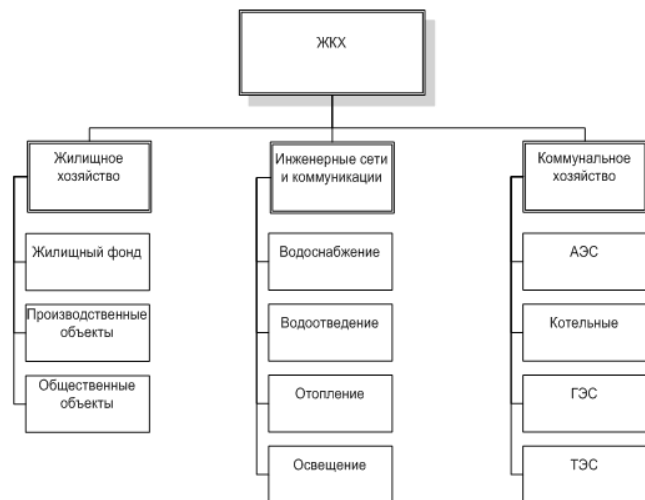 ЖКХ
Жилищное
хозяйство
Инженерные сети
и коммуникации
Коммунальное
хозяйство
Жилищный фонд
Водоснабжение
АЭС
Производственные
объекты
Водоотведение
Котельные
Общественные
объекты
Отопление
ГЭС
Освещение
ТЭС